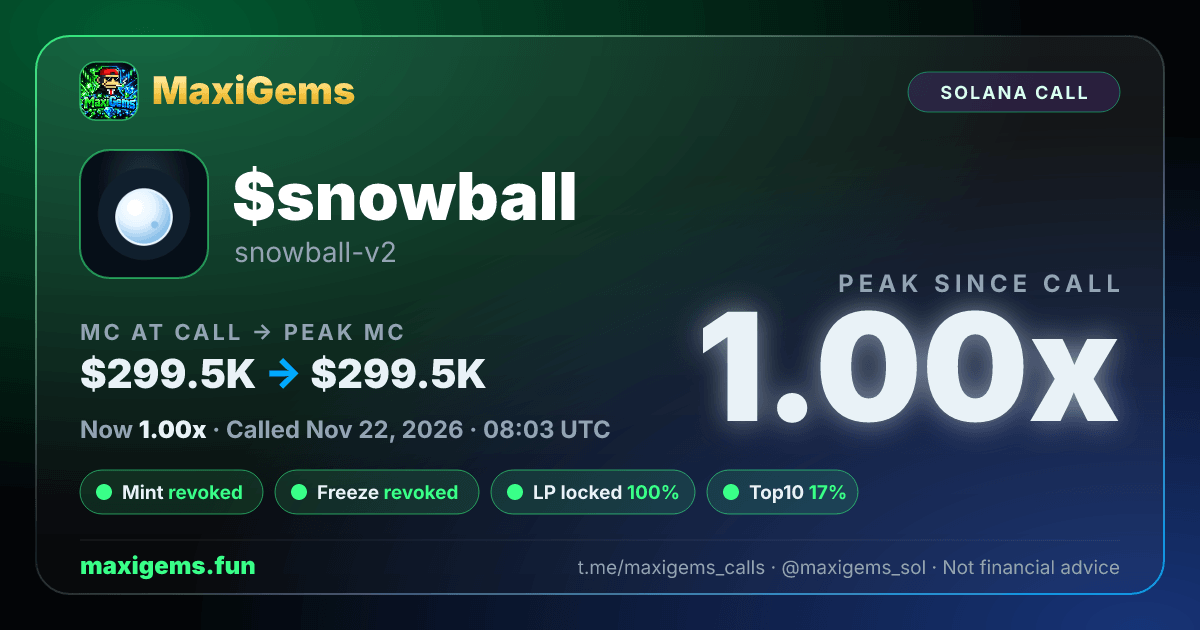 MaxiGems
MaxiGems
SOLANA CALL
$snowball
snowball-v2
PEAK SINCE CALL
1.00x
MC AT CALL → PEAK MC
$299.5K → $299.5K
Now 1.00x · Called Nov 22, 2026 · 08:03 UTC
Mint revoked
Freeze revoked
LP locked 100%
Top10 17%
maxigems.fun
t.me/maxigems_calls · @maxigems_sol · Not financial advice